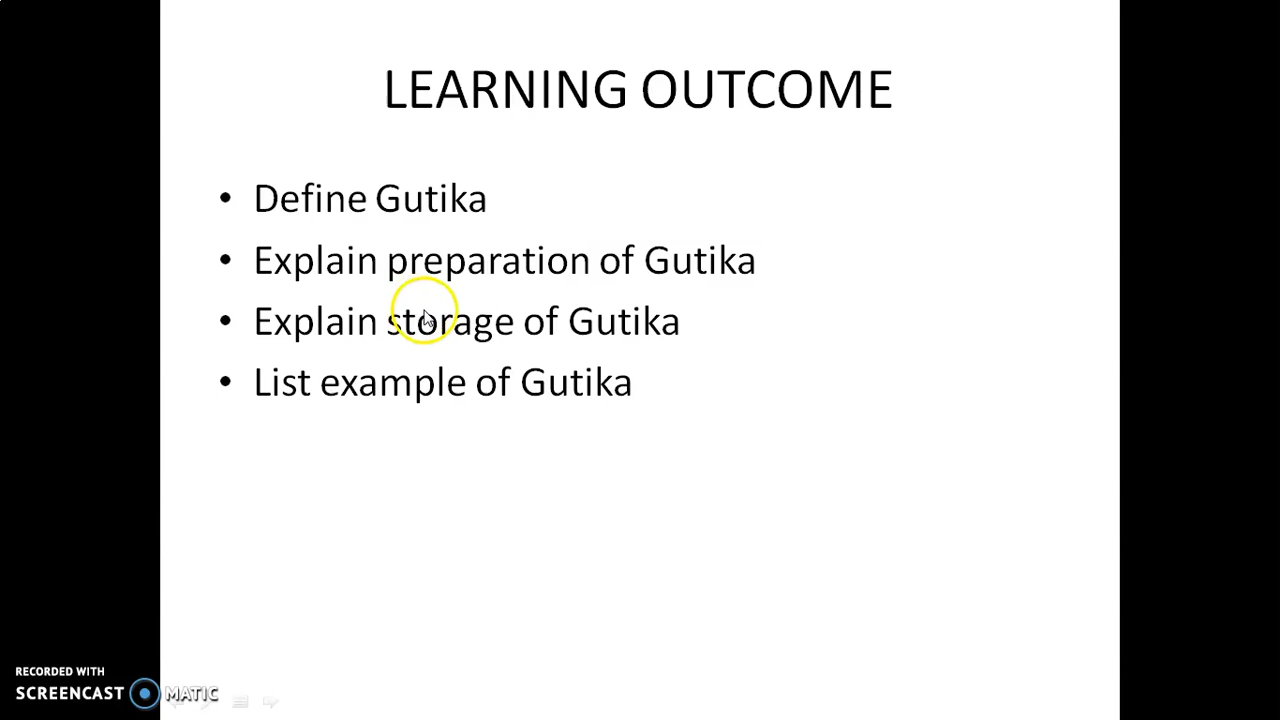 LEARNING OUTCOME
• Define Gutika
• Explain preparation of Gutika
• Explain storage of Gutika
• List example of Gutika
RECORDED WITH
SCREENCAST MATIC